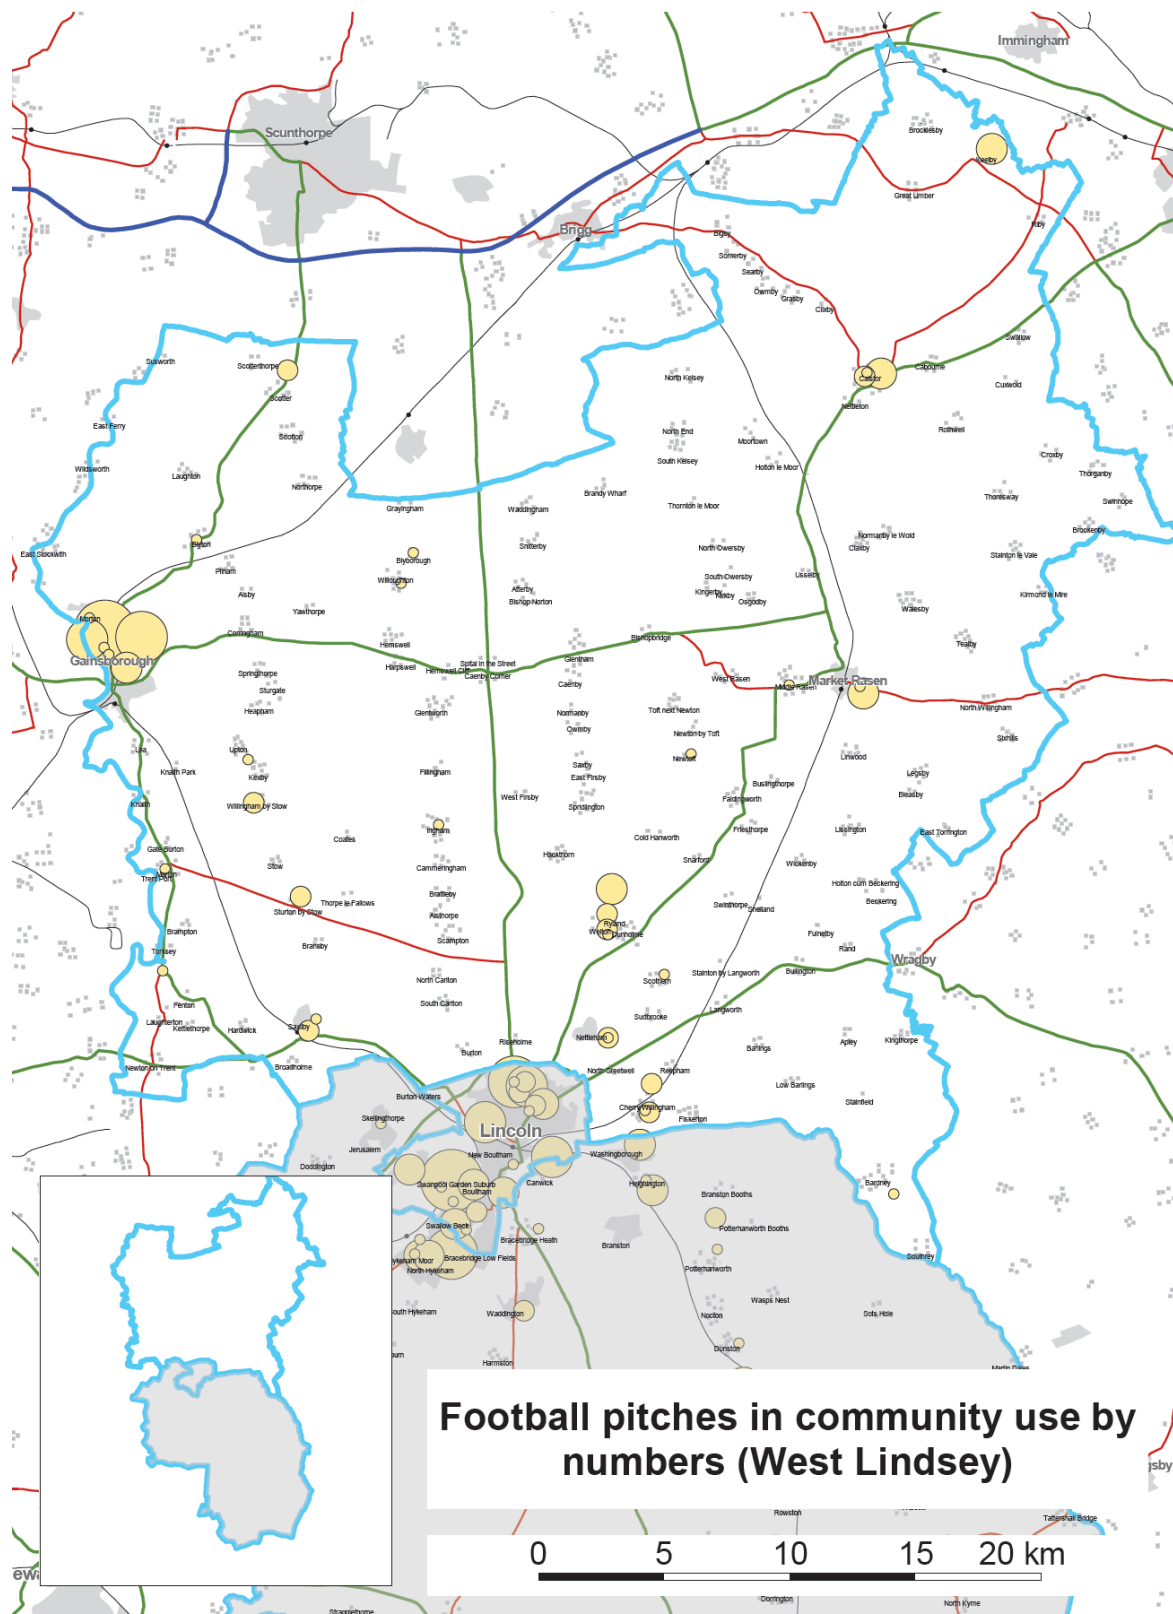 Immingham
Scunthorpe
Brocklesby
Keelby
Great Limber
Riby
Brigg
Bigby
Somerby
Searby
Owmby
Grasby
Clixby
Swallow
Susworth
Scotterthorpe
Cabourne
North Kelsey
Caistor
Cuxwold
Scotter
Nettleton
East Ferry
Rothwell
Scotton
North End
Moortown
Croxby
Wildsworth
Laughton
South Kelsey
Holton le Moor
Thorganby
Northorpe
Brandy Wharf
Thoresway
Swinhope
Grayingham
Waddingham
Thornton le Moor
Brookenby
Normanby le Wold
Blyton
Snitterby
North Owersby
Claxby
East Stockwith
Blyborough
Stainton le Vale
Pilham
Willoughton
South Owersby
Usselby
Aisby
Atterby
Kingerby
Kirmond le Mire
Bishop Norton
Osgodby
Yawthorpe
Walesby
Morton
Corringham
Bishopbridge
Hemswell
Tealby
Gainsborough
Glentham
Harpswell
Spital in the Street
Hemswell Cliff
Springthorpe
Caenby Corner
West Rasen
Market Rasen
Caenby
Middle Rasen
Sturgate
Heapham
Glentworth
Normanby
Toft next Newton
North Willingham
Owmby
Newton by Toft
Sixhills
Lea
Upton
Newtoft
Linwood
Knaith Park
Kexby
Fillingham
Saxby
East Firsby
Legsby
Buslingthorpe
Knaith
Willingham by Stow
West Firsby
Spridlington
Faldingworth
Bleasby
Ingham
Friesthorpe
Lissington
East Torrington
Coates
Cold Hanworth
Gate Burton
Hackthorn
Stow
Cammeringham
Snarford
Wickenby
Marton
Trent Port
Holton cum Beckering
Brattleby
Thorpe le Fallows
Beckering
Sturton by Stow
Aisthorpe
Swinthorpe
Snelland
Ryland
Brampton
Welton
Dunholme
Fulnetby
Scampton
Bransby
Rand
Torksey
Wragby
North Carlton
Scothern
Stainton by Langworth
Bullington
Fenton
South Carlton
Langworth
Laughterton
Kettlethorpe
Hardwick
Saxilby
Sudbrooke
Nettleham
Riseholme
Apley
Kingthorpe
Burton
Barlings
Newton on Trent
Broadholme
North Greetwell
Reepham
Low Barlings
Burton Waters
Stainfield
Cherry Willingham
Skellingthorpe
Fiskerton
Lincoln
Jerusalem
New Boultham
Washingborough
Doddington
Swanpool Garden Suburb
Canwick
Heighington
Bardney
Boultham
Branston Booths
Swallow Beck
Potterhanworth Booths
Bracebridge Heath
Branston
Bracebridge Low Fields
Southrey
North Hykeham
Potterhanworth
Wasps Nest
Waddington
Nocton
Sots Hole
Dunston
Harmston
Football pitches in community use by
numbers (West Lindsey)
Rowston
Tattershall Bridge
0 5 10 15 20 km
Dorrington
North Kyme
Stragglethorpe